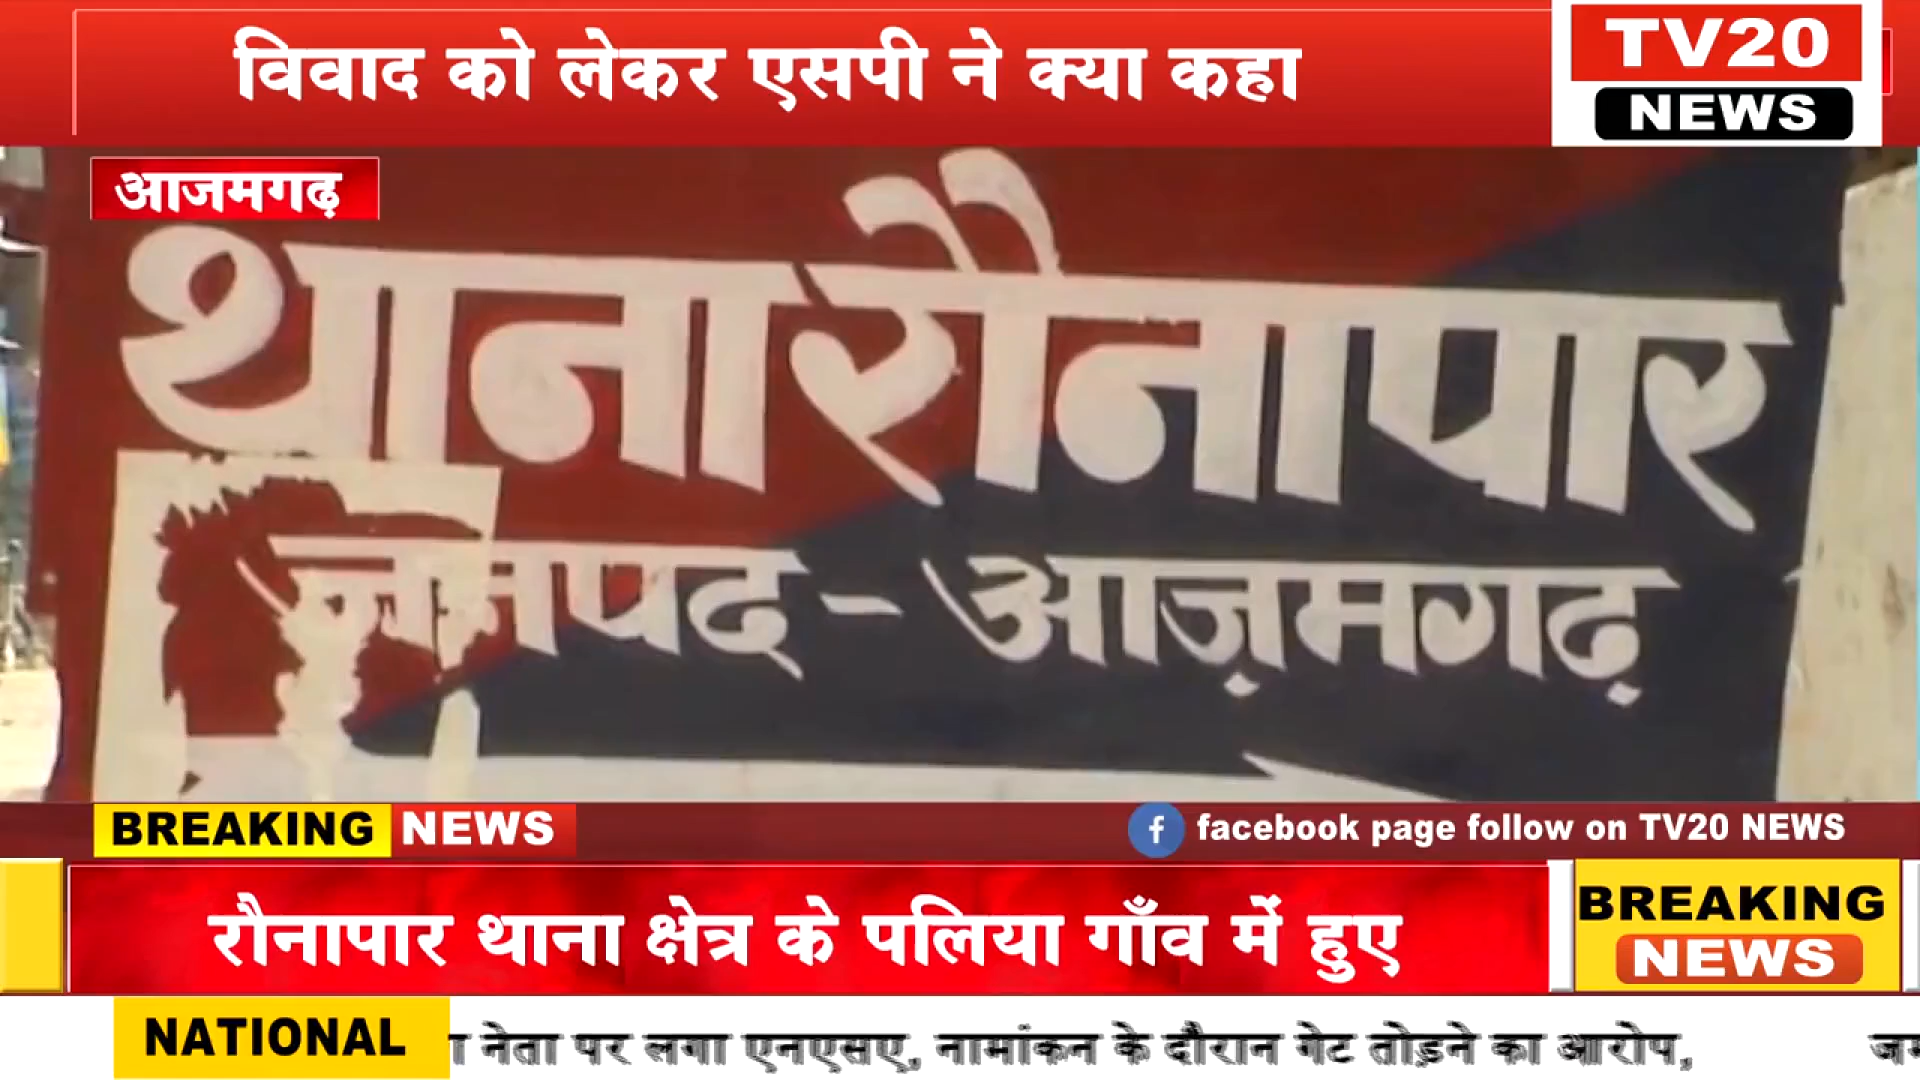 विवाद को लेकर एसपी ने क्या कहा
TV20
NEWS
आजमगढ़
थाना रौनापार
जनपद - आज़मगढ़
BREAKING NEWS
facebook page follow on TV20 NEWS
रौनापार थाना क्षेत्र के पलिया गाँव में हुए
BREAKING
NEWS
NATIONAL
नेता पर लगा एनएसए, नामांकन के दौरान गेट तोड़ने का आरोप,